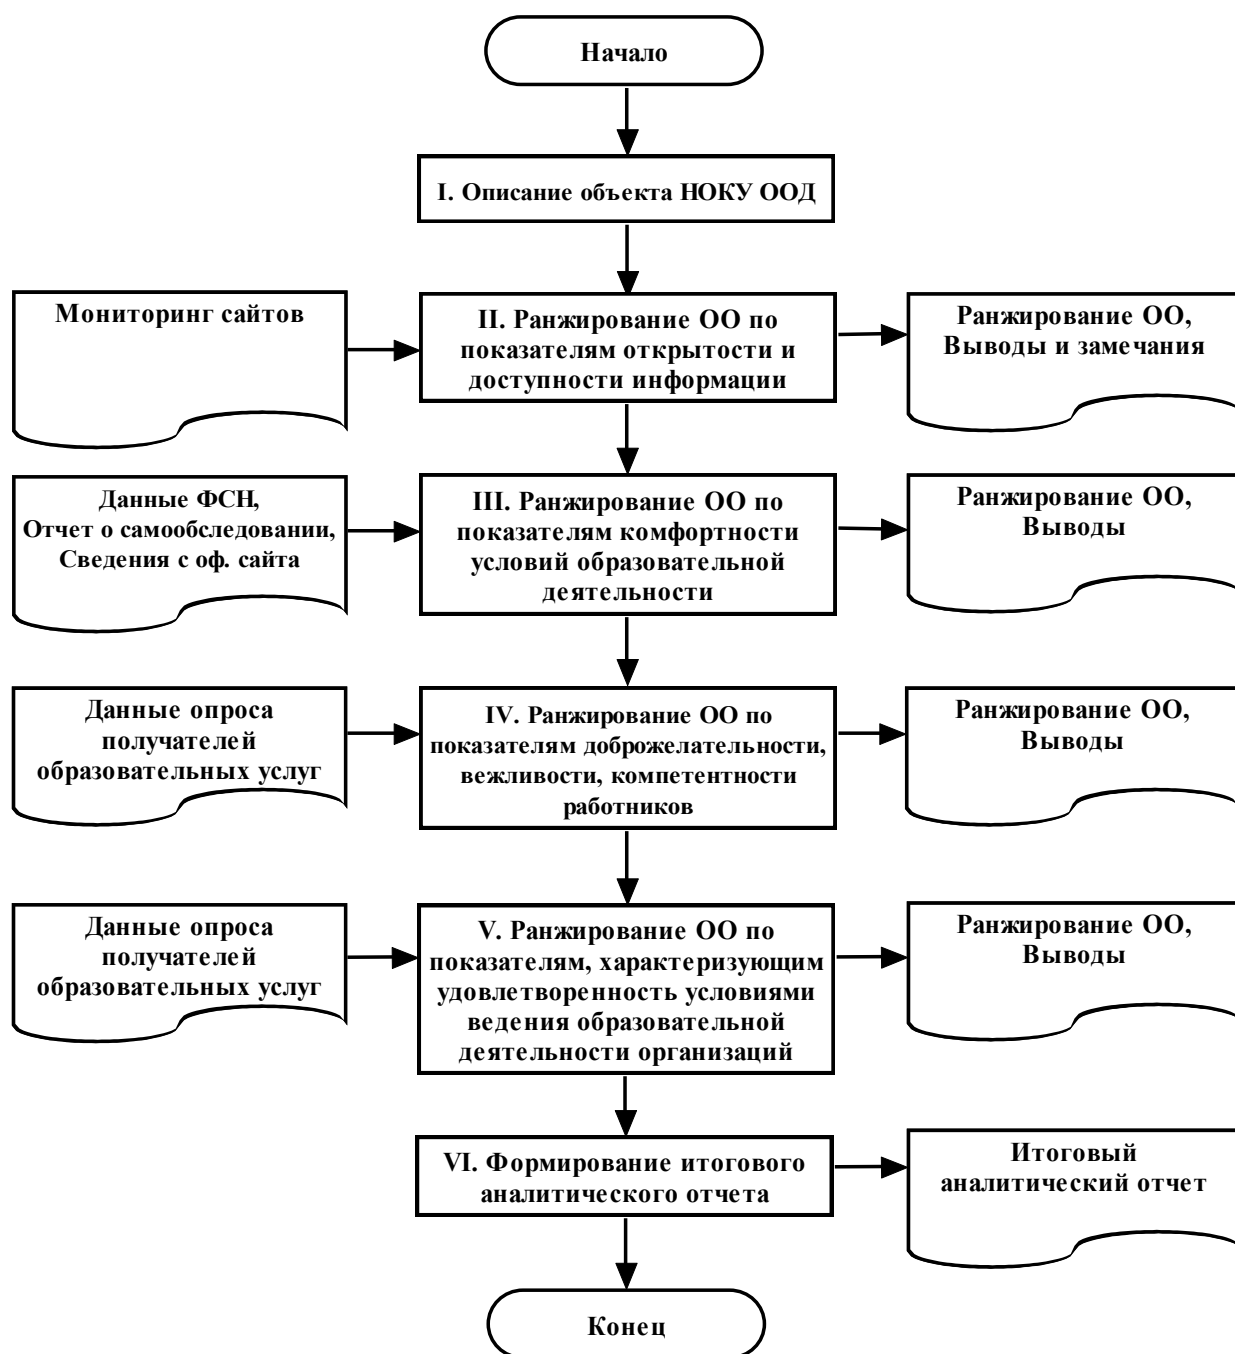 Начало
I. Описание объекта НОКУ ООД
Мониторинг сайтов
II. Ранжирование ОО по
показателям открытости и
доступности информации
Ранжирование ОО,
Выводы и замечания
Данные ФСН,
Отчет о самообследовании,
Сведения с оф. сайта
III. Ранжирование ОО по
показателям комфортности
условий образовательной
деятельности
Ранжирование ОО,
Выводы
Данные опроса
получателей
образовательных услуг
IV. Ранжирование ОО по
показателям доброжелательности,
вежливости, компетентности
работников
Ранжирование ОО,
Выводы
Данные опроса
получателей
образовательных услуг
V. Ранжирование ОО по
показателям, характеризующим
удовлетворенность условиями
ведения образовательной
деятельности организаций
Ранжирование ОО,
Выводы
VI. Формирование итогового
аналитического отчета
Итоговый
аналитический отчет
Конец